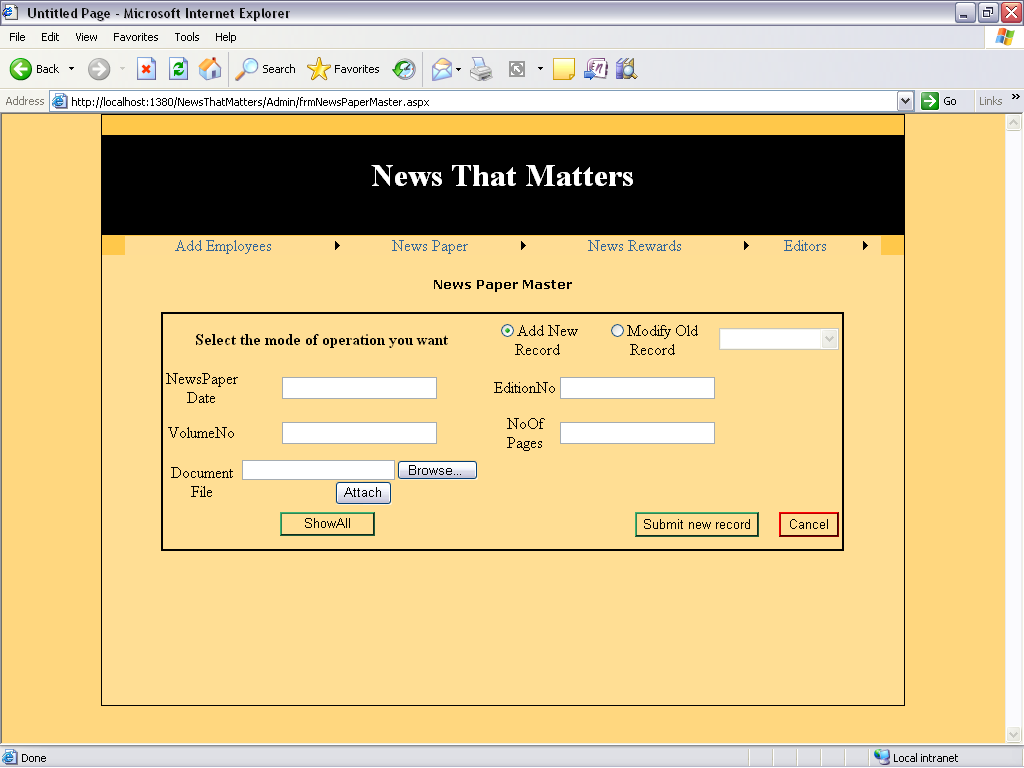 Untitled Page - Microsoft Internet Explorer
File Edit View Favorites Tools Help
Back Search Favorites
Address http://localhost:1380/NewsThatMatters/Admin/frmNewsPaperMaster.aspx Go Links »
News That Matters
Add Employees News Paper News Rewards Editors
News Paper Master
Select the mode of operation you want
Add New
Record
Modify Old
Record
NewsPaper
Date
EditionNo
VolumeNo
NoOf
Pages
Document
File
Browse...
Attach
ShowAll Submit new record Cancel
Done Local intranet